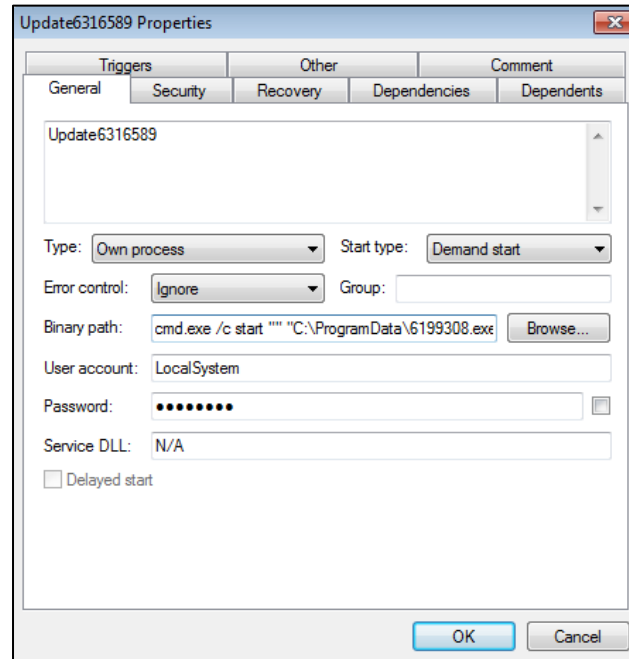 Update6316589 Properties
Triggers Other Comment
General Security Recovery Dependencies Dependents
Update6316589
Type: Own process Start type: Demand start
Error control: Ignore Group:
Binary path: cmd.exe /c start "" "C:\ProgramData\6199308.exe Browse...
User account: LocalSystem
Password: ●●●●●●●●
Service DLL: N/A
Delayed start
OK Cancel